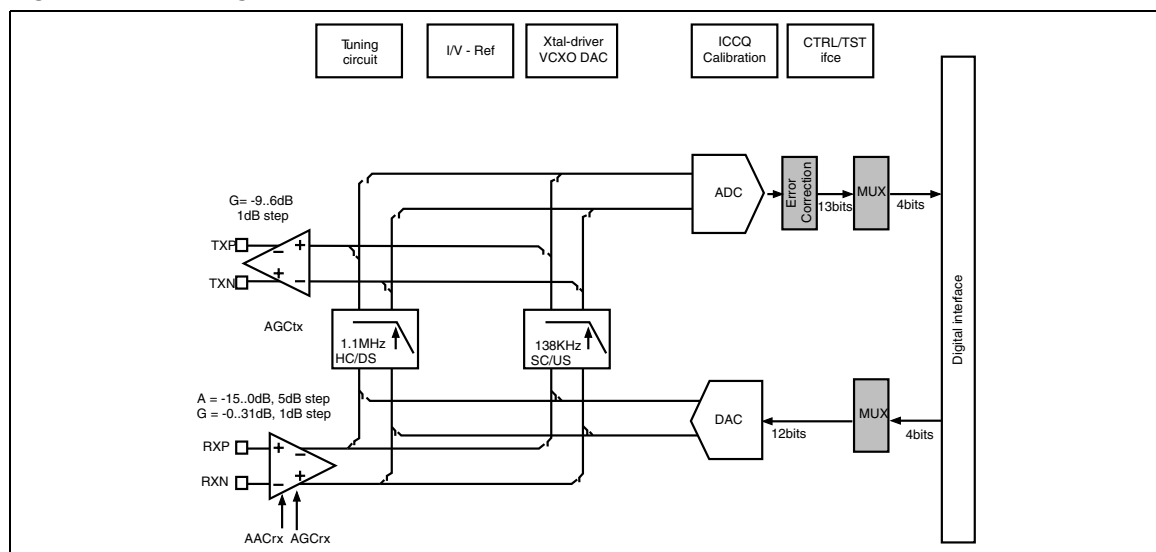 Tuning
circuit
I/V - Ref
Xtal-driver
VCXO DAC
ICCQ
Calibration
CTRL/TST
ifce
ADC
Error
Correction
13bits
MUX
4bits
Digital interface
G= -9..6dB
1dB step
TXP
TXN
AGCtx
1.1MHz
HC/DS
138KHz
SC/US
A = -15..0dB, 5dB step
G = -0..31dB, 1dB step
RXP
RXN
AACrx
AGCrx
DAC
12bits
MUX
4bits